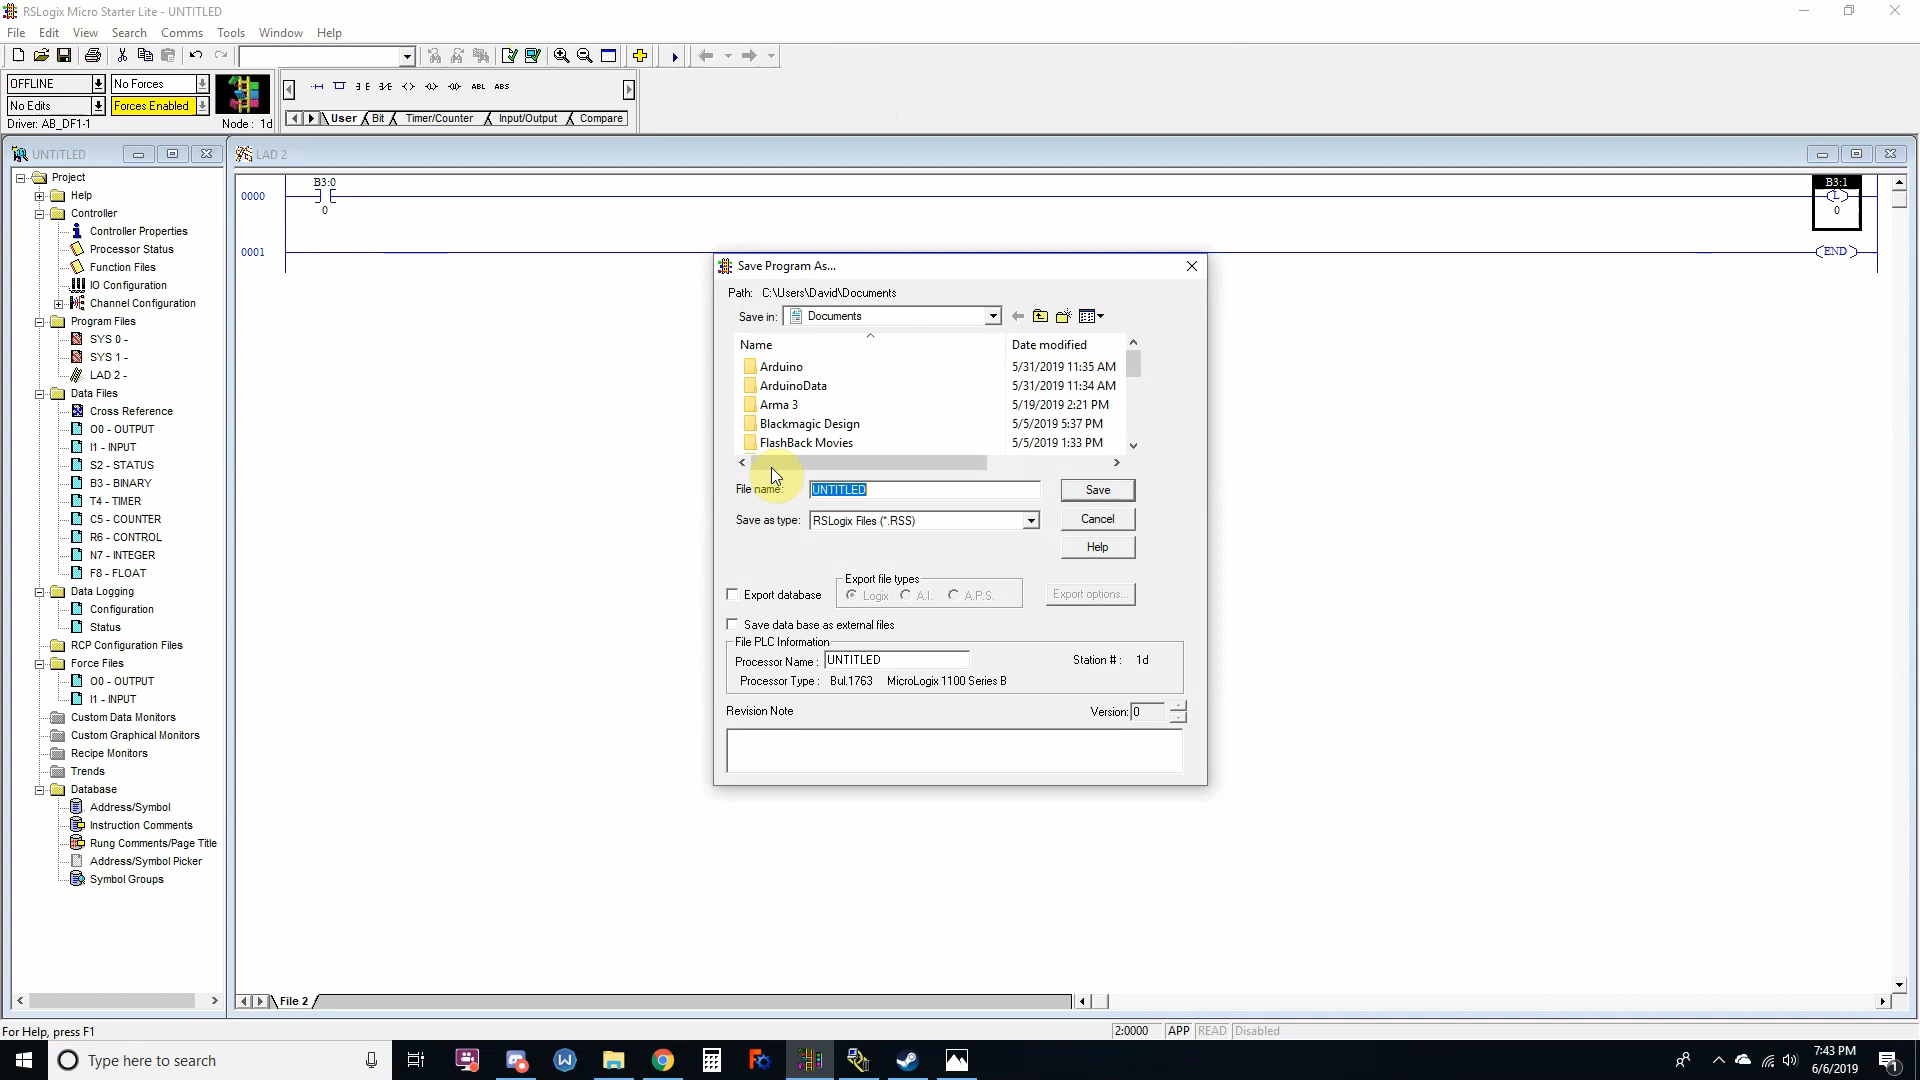 RSLogix Micro Starter Lite - UNTITLED
File Edit View Search Comms Tools Window Help
OFFLINE No Forces
No Edits Forces Enabled
Driver: AB_DF1-1 Node : 1d
ABL ABS
User Bit Timer/Counter Input/Output Compare
UNTITLED
Project
Help
Controller
Controller Properties
Processor Status
Function Files
IO Configuration
Channel Configuration
Program Files
SYS 0 -
SYS 1 -
LAD 2 -
Data Files
Cross Reference
O0 - OUTPUT
I1 - INPUT
S2 - STATUS
B3 - BINARY
T4 - TIMER
C5 - COUNTER
R6 - CONTROL
N7 - INTEGER
F8 - FLOAT
Data Logging
Configuration
Status
RCP Configuration Files
Force Files
O0 - OUTPUT
I1 - INPUT
Custom Data Monitors
Custom Graphical Monitors
Recipe Monitors
Trends
Database
Address/Symbol
Instruction Comments
Rung Comments/Page Title
Address/Symbol Picker
Symbol Groups
LAD 2
B3:0 B3:1
0000 L
0 0
0001 END
Save Program As...
Path: C:\Users\David\Documents
Save in: Documents
Name Date modified
Arduino 5/31/2019 11:35 AM
ArduinoData 5/31/2019 11:34 AM
Arma 3 5/19/2019 2:21 PM
Blackmagic Design 5/5/2019 5:37 PM
FlashBack Movies 5/5/2019 1:33 PM
File name: UNTITLED Save
Save as type: RSLogix Files (*.RSS) Cancel
Help
Export file types
Export database Logix A.I. A.P.S. Export options...
Save data base as external files
File PLC Information
Processor Name : UNTITLED Station # : 1d
Processor Type : Bul.1763 MicroLogix 1100 Series B
Revision Note Version: 0
File 2
For Help, press F1 2:0000 APP READ Disabled
Type here to search 7:43 PM
6/6/2019
1